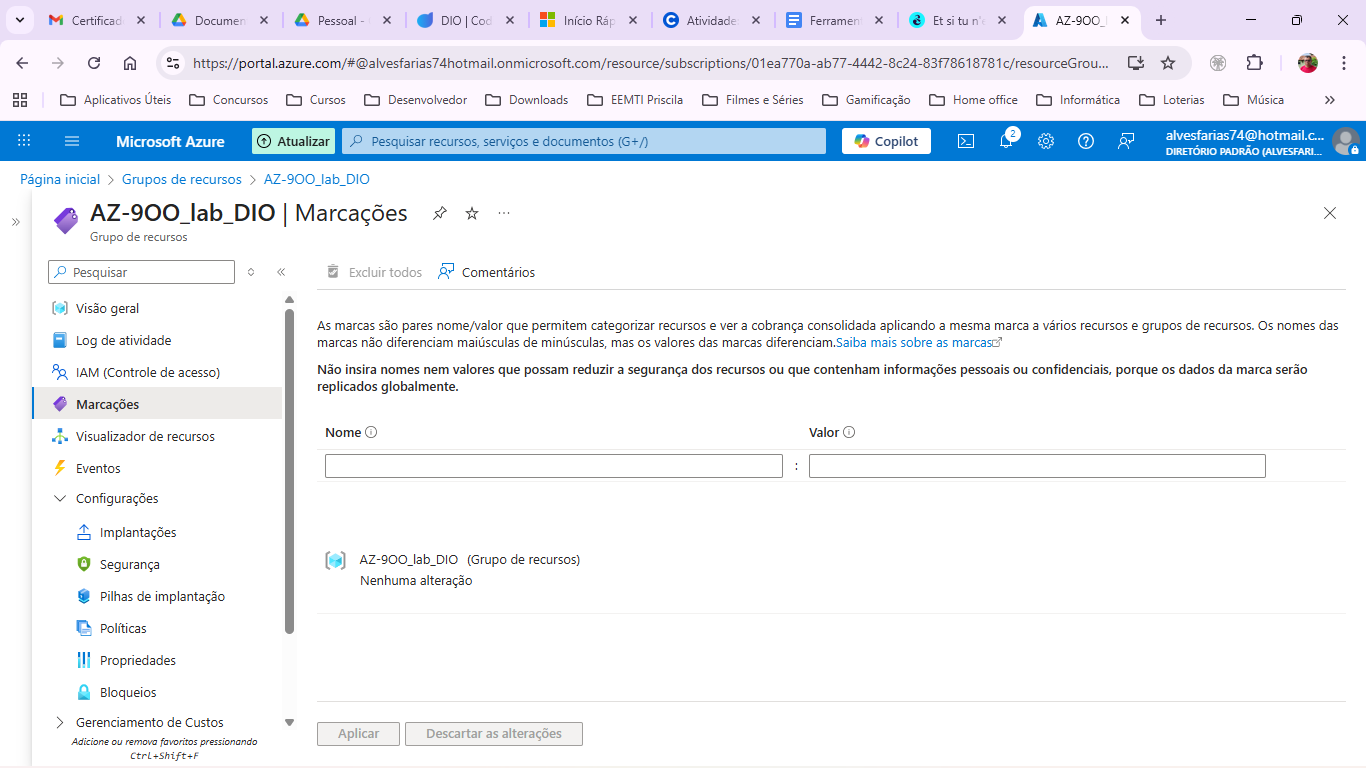 Certificado
Documen
Pessoal -
DIO | Cod
Início Ráp
Atividade
Ferramen
Et si tu n'e
AZ-9OO_l
https://portal.azure.com/#@alvesfarias74hotmail.onmicrosoft.com/resource/subscriptions/01ea770a-ab77-4442-8c24-83f78618781c/resourceGrou...
Aplicativos Úteis
Concursos
Cursos
Desenvolvedor
Downloads
EEMTI Priscila
Filmes e Séries
Gamificação
Home office
Informática
Loterias
Música
Microsoft Azure
Atualizar
Pesquisar recursos, serviços e documentos (G+/)
Copilot
2
alvesfarias74@hotmail.c...
DIRETÓRIO PADRÃO (ALVESFARI...
Página inicial > Grupos de recursos > AZ-9OO_lab_DIO
AZ-9OO_lab_DIO | Marcações
Grupo de recursos
Pesquisar
Visão geral
Log de atividade
IAM (Controle de acesso)
Marcações
Visualizador de recursos
Eventos
Configurações
Implantações
Segurança
Pilhas de implantação
Políticas
Propriedades
Bloqueios
Gerenciamento de Custos
Adicione ou remova favoritos pressionando
Ctrl+Shift+F
Excluir todos
Comentários
As marcas são pares nome/valor que permitem categorizar recursos e ver a cobrança consolidada aplicando a mesma marca a vários recursos e grupos de recursos. Os nomes das
marcas não diferenciam maiúsculas de minúsculas, mas os valores das marcas diferenciam.Saiba mais sobre as marcas
Não insira nomes nem valores que possam reduzir a segurança dos recursos ou que contenham informações pessoais ou confidenciais, porque os dados da marca serão
replicados globalmente.
Nome
Valor
:
AZ-9OO_lab_DIO (Grupo de recursos)
Nenhuma alteração
Aplicar
Descartar as alterações